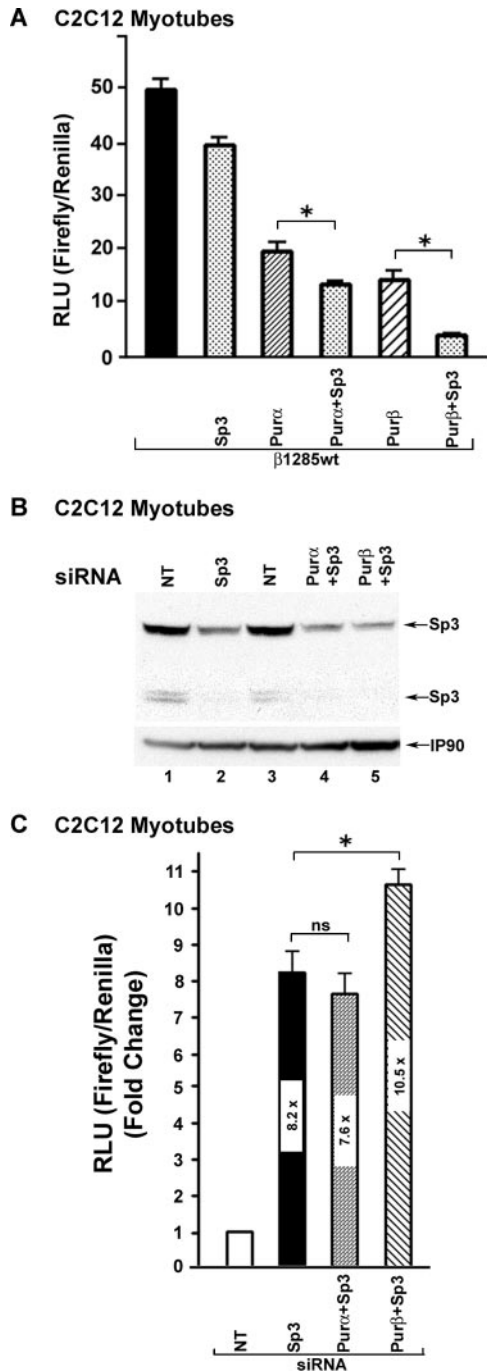 A C2C12 Myotubes
RLU (Firefly/Renilla)
50
40
30
20
10
0
*
*
Sp3
Purα
Purα+Sp3
Purβ
Purβ+Sp3
β1285wt
B C2C12 Myotubes
siRNA
NT
Sp3
NT
Purα
+Sp3
Purβ
+Sp3
←Sp3
←Sp3
←IP90
1 2 3 4 5
C C2C12 Myotubes
RLU (Firefly/Renilla)
(Fold Change)
11
10
9
8
7
6
5
4
3
2
1
0
*
ns
8.2 x
7.6 x
10.5 x
NT
Sp3
Purα+Sp3
Purβ+Sp3
siRNA